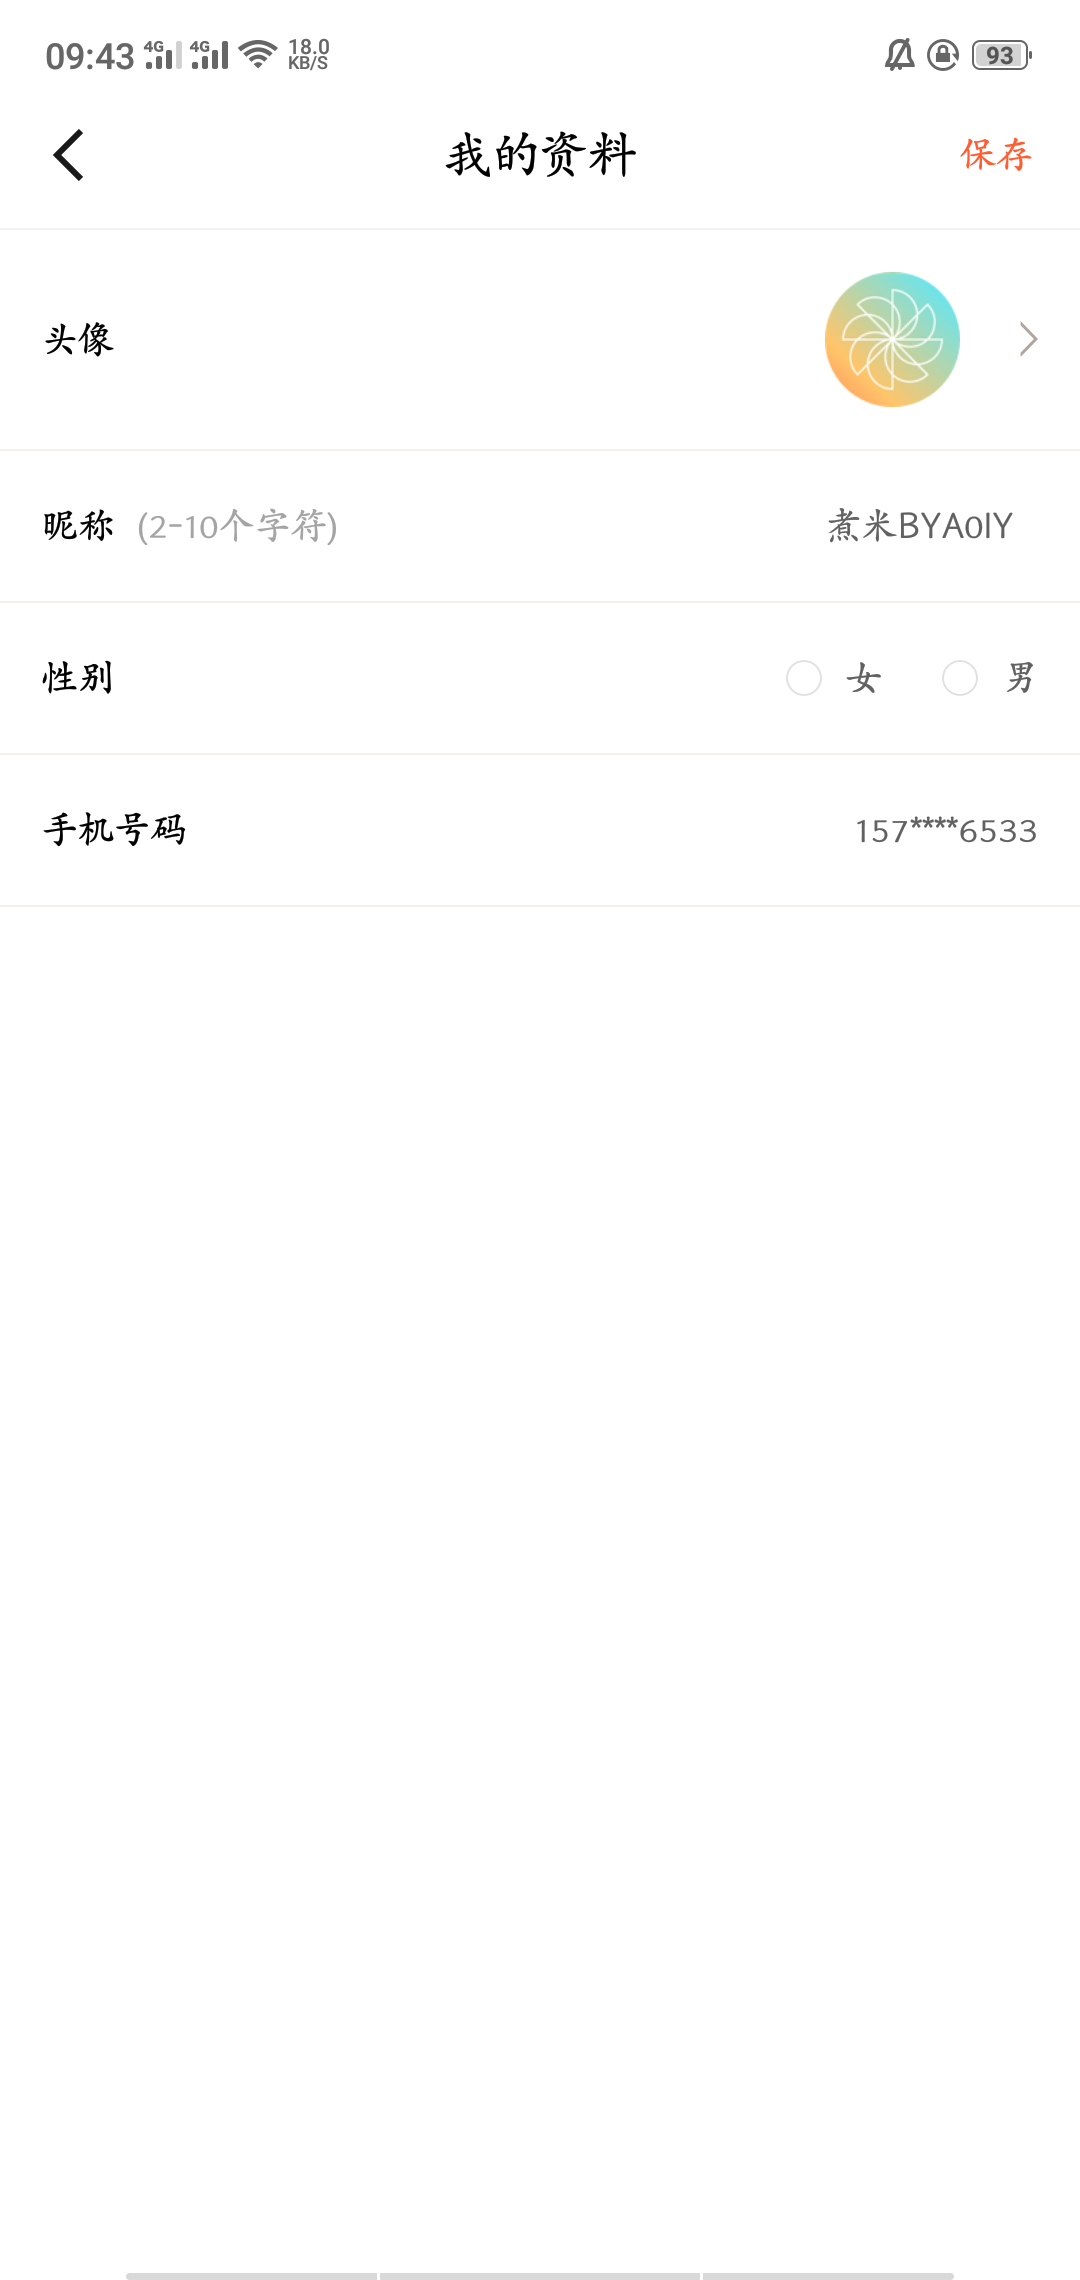 09:43 4G 4G 18.0 KB/S 93
我的资料 保存
头像
昵称 (2-10个字符) 煮米BYA0IY
性别 女 男
手机号码 157****6533